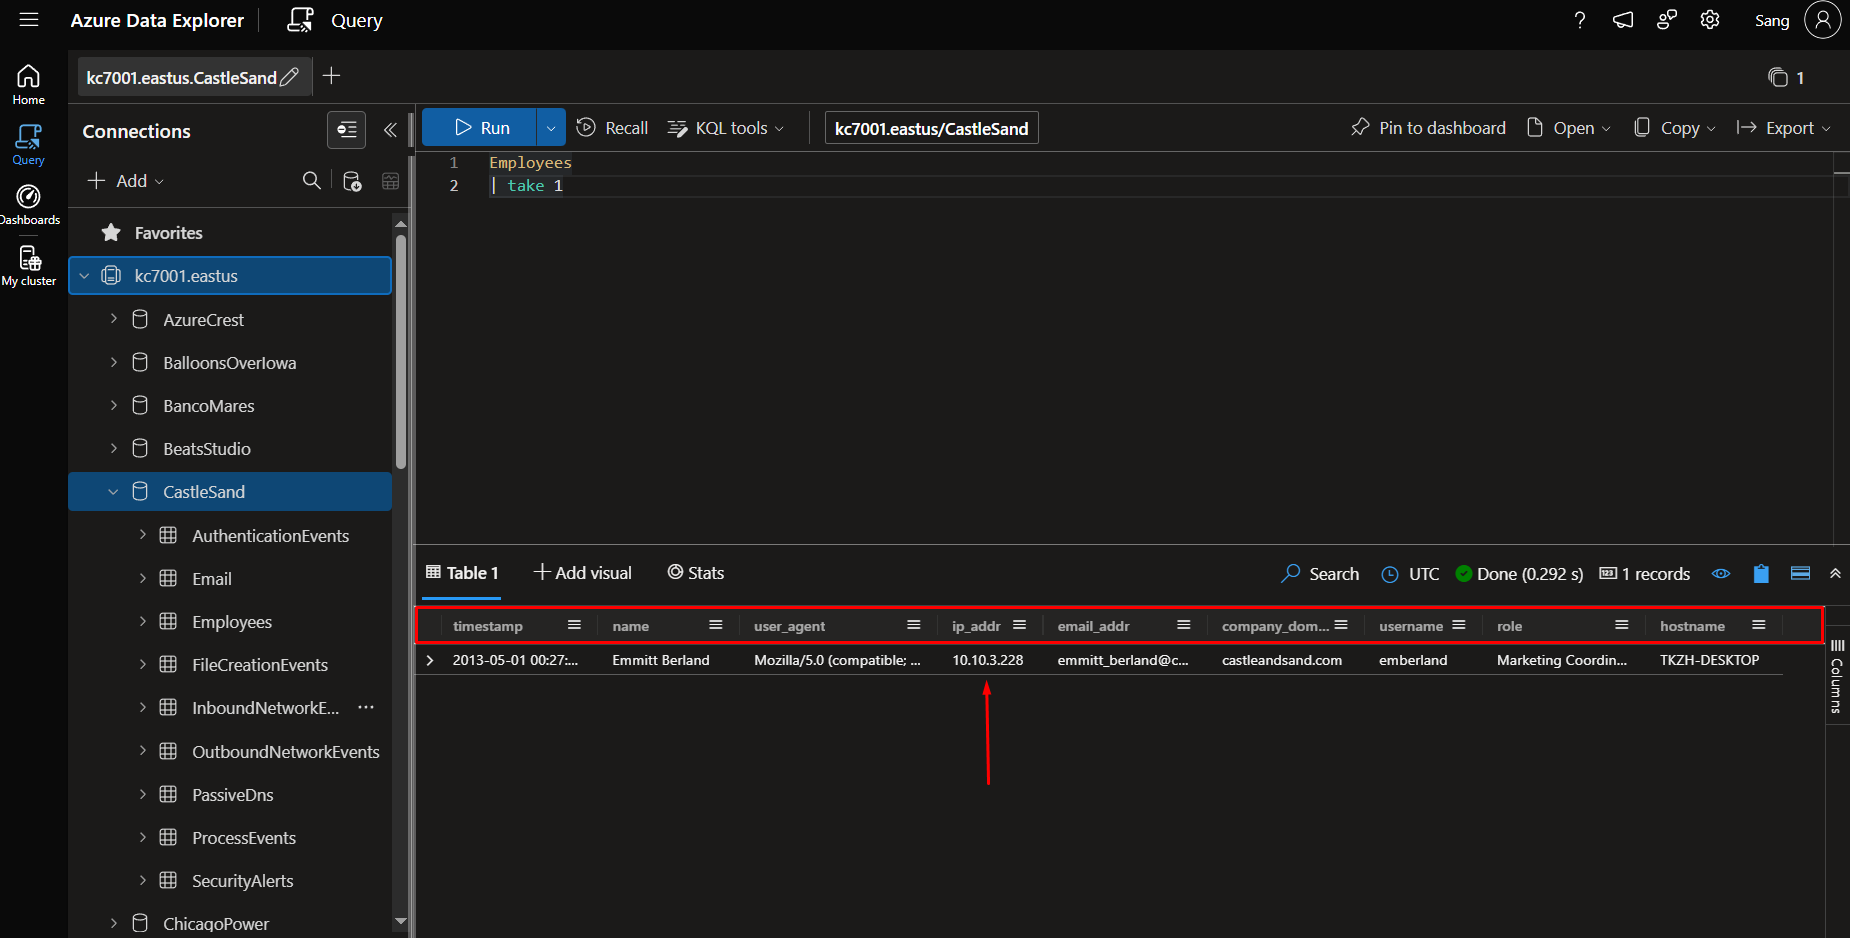 Azure Data Explorer
Query
Sang
kc7001.eastus.CastleSand
1
Home
Query
Dashboards
My cluster
Connections
Add
Favorites
kc7001.eastus
AzureCrest
BalloonsOverIowa
BancoMares
BeatsStudio
CastleSand
AuthenticationEvents
Email
Employees
FileCreationEvents
InboundNetworkE...
OutboundNetworkEvents
PassiveDns
ProcessEvents
SecurityAlerts
ChicagoPower
Run
Recall
KQL tools
kc7001.eastus/CastleSand
Pin to dashboard
Open
Copy
Export
1 Employees
2 | take 1
Table 1
Add visual
Stats
Search
UTC
Done (0.292 s)
1 records
timestamp name user_agent ip_addr email_addr company_dom... username role hostname
2013-05-01 00:27:... Emmitt Berland Mozilla/5.0 (compatible; ... 10.10.3.228 emmitt_berland@c... castleandsand.com emberland Marketing Coordin... TKZH-DESKTOP
Columns